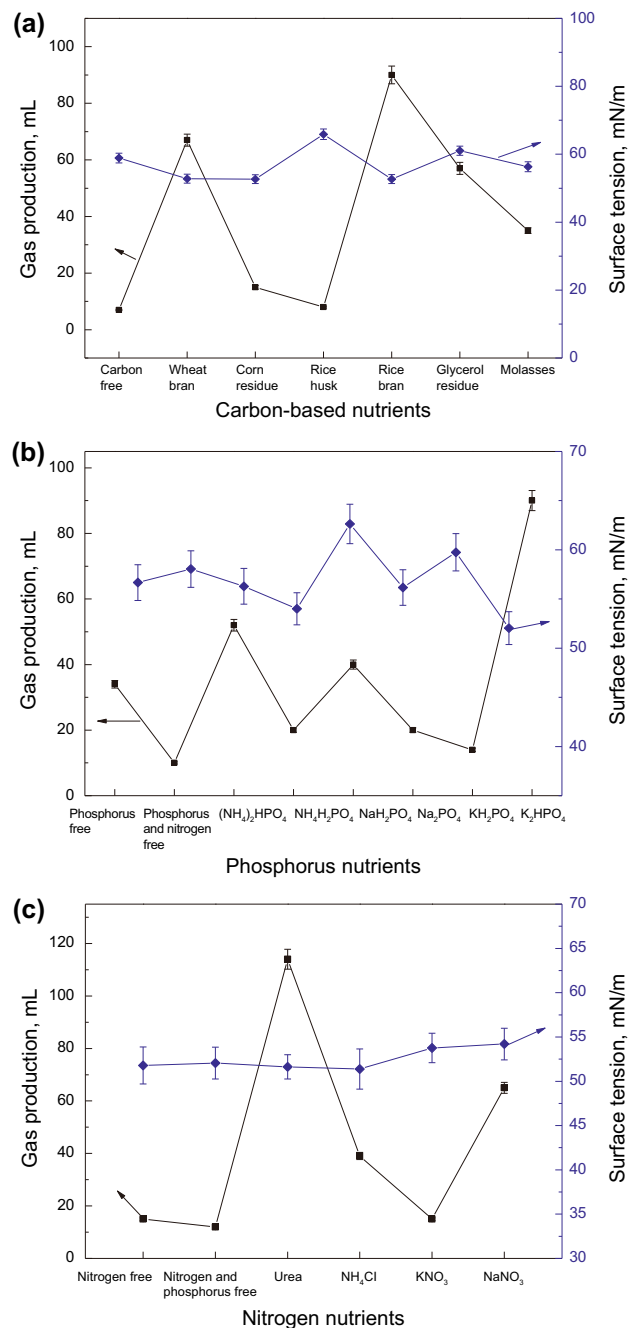 (a)
100
80
60
40
20
0
Gas production, mL
100
80
60
40
20
0
Surface tension, mN/m
Carbon
free
Wheat
bran
Corn
residue
Rice
husk
Rice
bran
Glycerol
residue
Molasses
Carbon-based nutrients
(b)
100
80
60
40
20
0
Gas production, mL
70
60
50
40
Surface tension, mN/m
Phosphorus
free
Phosphorus
and nitrogen
free
(NH₄)₂HPO₄
NH₄H₂PO₄
NaH₂PO₄
Na₂PO₄
KH₂PO₄
K₂HPO₄
Phosphorus nutrients
(c)
120
100
80
60
40
20
0
Gas production, mL
70
65
60
55
50
45
40
35
30
Surface tension, mN/m
Nitrogen free
Nitrogen and
phosphorus free
Urea
NH₄Cl
KNO₃
NaNO₃
Nitrogen nutrients